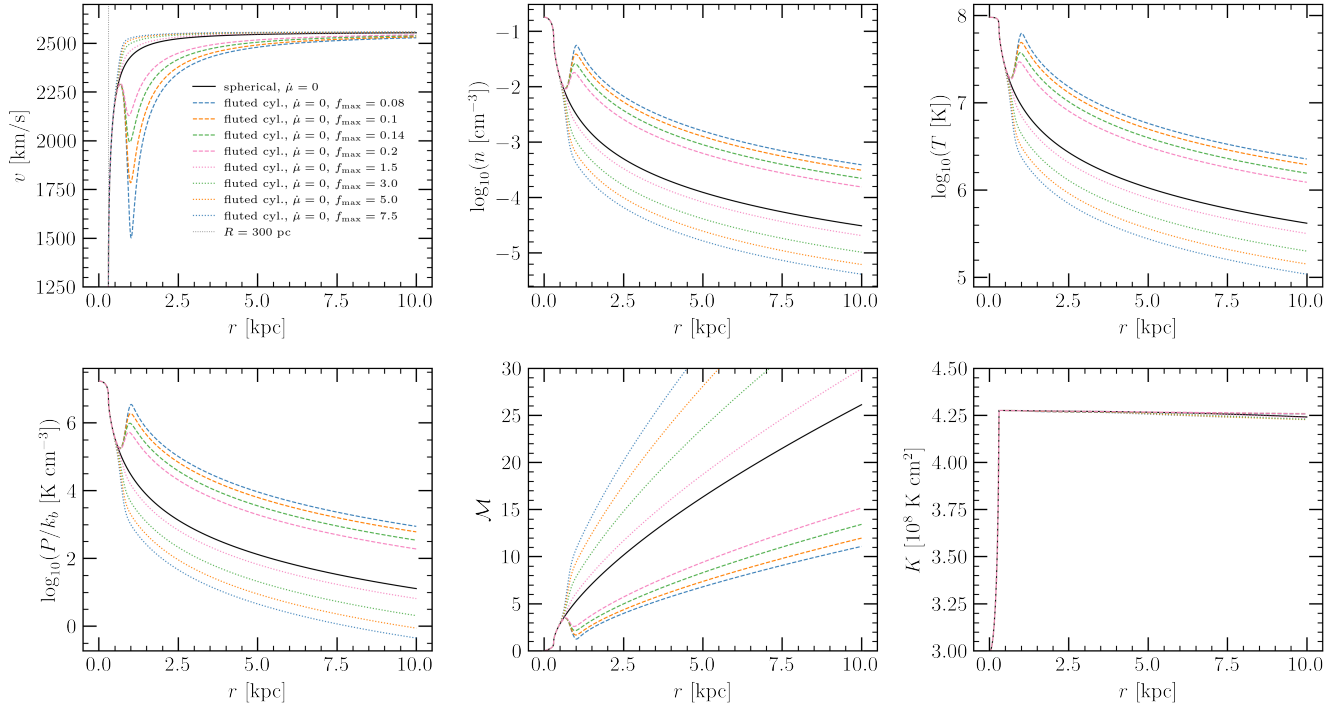 2500
2250
2000
1750
1500
1250
v [km/s]
0.0 2.5 5.0 7.5 10.0
r [kpc]
spherical, μ̇ = 0
fluted cyl., μ̇ = 0, f_max = 0.08
fluted cyl., μ̇ = 0, f_max = 0.1
fluted cyl., μ̇ = 0, f_max = 0.14
fluted cyl., μ̇ = 0, f_max = 0.2
fluted cyl., μ̇ = 0, f_max = 1.5
fluted cyl., μ̇ = 0, f_max = 3.0
fluted cyl., μ̇ = 0, f_max = 5.0
fluted cyl., μ̇ = 0, f_max = 7.5
R = 300 pc
−1
−2
−3
−4
−5
log₁₀(n [cm⁻³])
0.0 2.5 5.0 7.5 10.0
r [kpc]
8
7
6
5
log₁₀(T [K])
0.0 2.5 5.0 7.5 10.0
r [kpc]
6
4
2
0
log₁₀(P/k_b [K cm⁻³])
0.0 2.5 5.0 7.5 10.0
r [kpc]
30
25
20
15
10
5
0
ℳ
0.0 2.5 5.0 7.5 10.0
r [kpc]
4.50
4.25
4.00
3.75
3.50
3.25
3.00
K [10⁸ K cm²]
0.0 2.5 5.0 7.5 10.0
r [kpc]